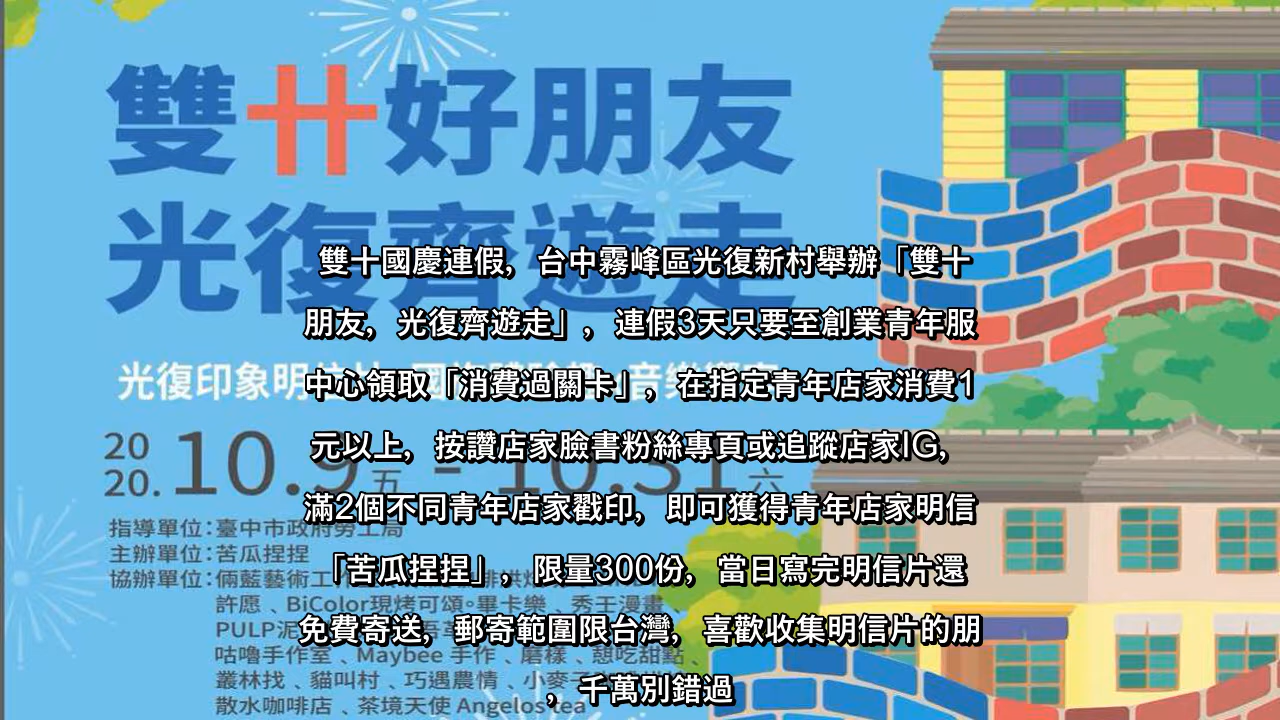 雙卄好朋友
光復齊遊走
雙十國慶連假，台中霧峰區光復新村舉辦「雙十
朋友，光復齊遊走」，連假3天只要至創業青年服
光復印象明
音樂
中心領取「消費過關卡」，在指定青年店家消費1
2020. 10.9五 - 10.31六
元以上，按讚店家臉書粉絲專頁或追蹤店家IG，
滿2個不同青年店家戳印，即可獲得青年店家明信
指導單位：臺中市政府勞工局
主辦單位：苦瓜捏捏
「苦瓜捏捏」，限量300份，當日寫完明信片還
協辦單位：倆藍藝術工
許愿、BiColor現烤可頌。畢卡樂、秀王漫畫、
免費寄送，郵寄範圍限台灣，喜歡收集明信片的朋
PULP泥
咕嚕手作室、Maybee 手作、磨樣、憩吃甜點、
叢林找、貓叫村、巧遇農情、小麥
，千萬別錯過
散水咖啡店、茶境天使 Angelos tea